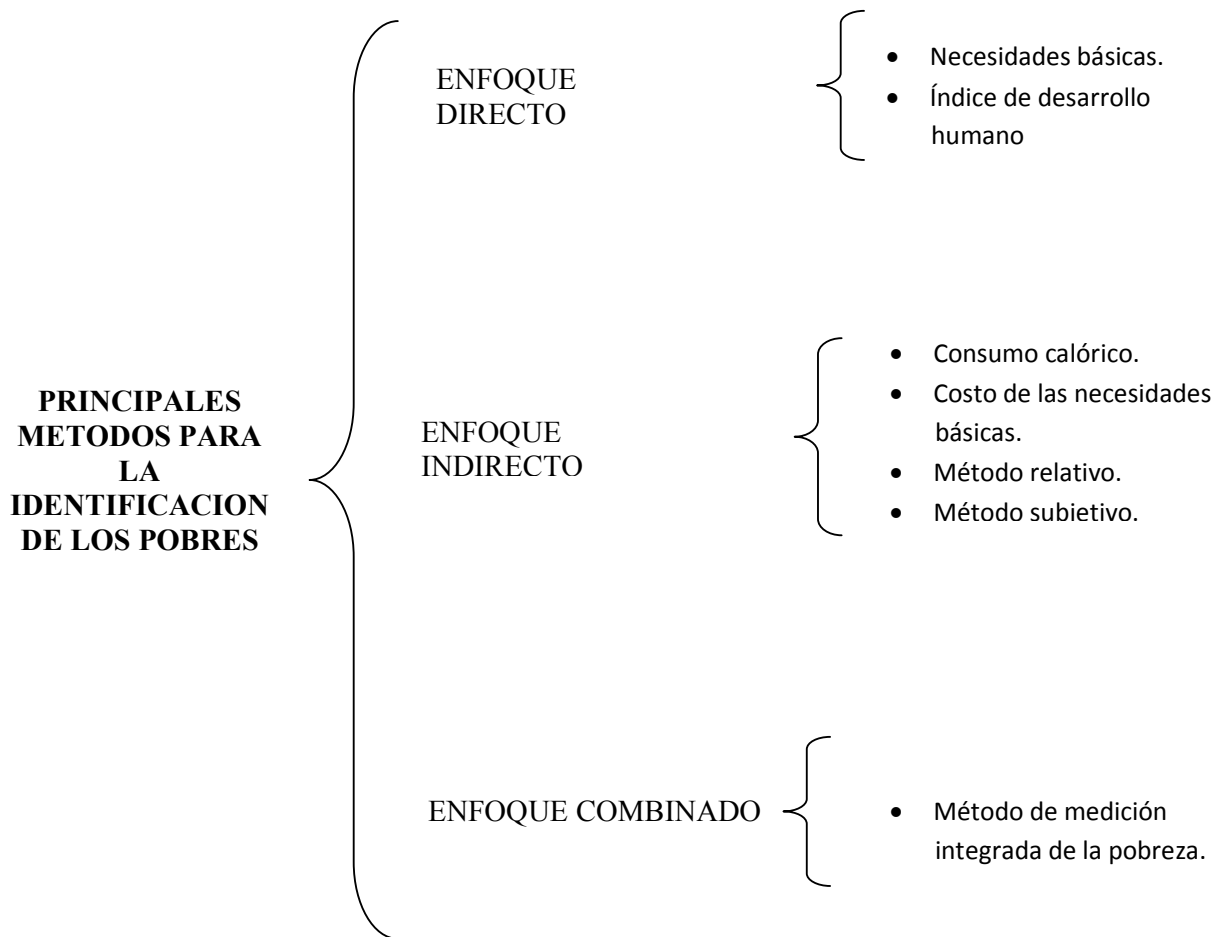 PRINCIPALES
METODOS PARA
LA
IDENTIFICACION
DE LOS POBRES
ENFOQUE
DIRECTO
• Necesidades básicas.
• Índice de desarrollo
humano
ENFOQUE
INDIRECTO
• Consumo calórico.
• Costo de las necesidades
básicas.
• Método relativo.
• Método subjetivo.
ENFOQUE COMBINADO
• Método de medición
integrada de la pobreza.